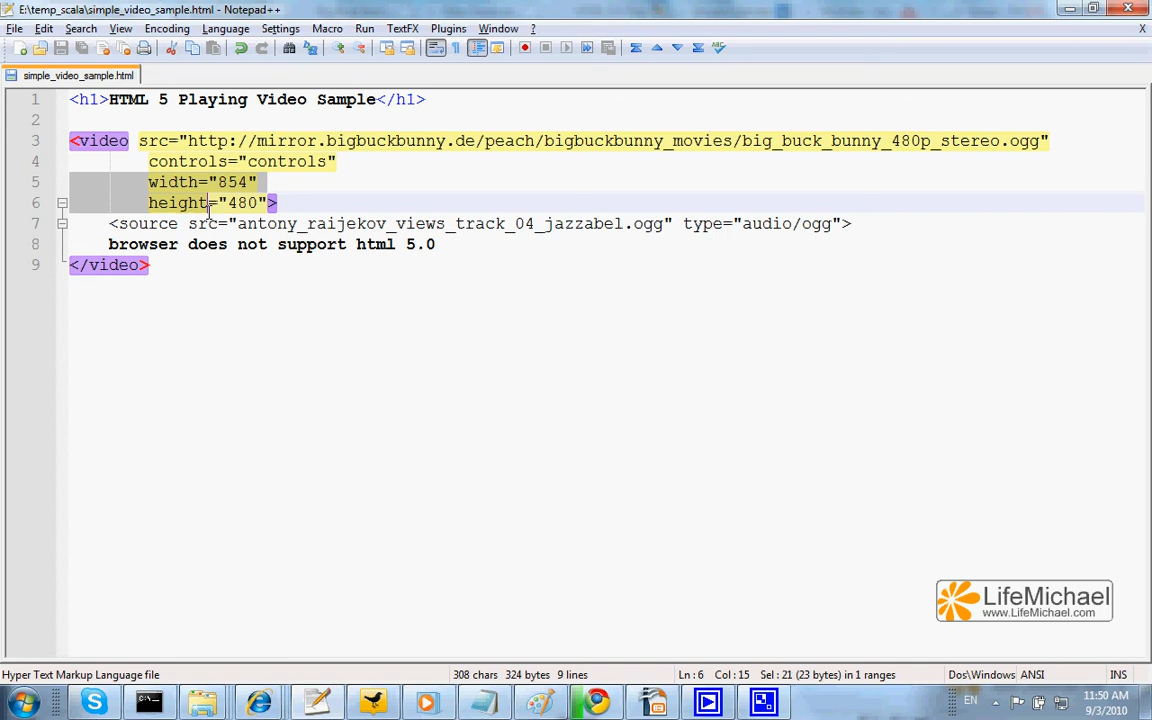 E:\temp_scala\simple_video_sample.html - Notepad++
File Edit Search View Encoding Language Settings Macro Run TextFX Plugins Window ? X
simple_video_sample.html
1 <h1>HTML 5 Playing Video Sample</h1>
2
3 <video src="http://mirror.bigbuckbunny.de/peach/bigbuckbunny_movies/big_buck_bunny_480p_stereo.ogg"
4 controls="controls"
5 width="854"
6 height="480">
7 <source src="antony_raijekov_views_track_04_jazzabel.ogg" type="audio/ogg">
8 browser does not support html 5.0
9 </video>
LifeMichael
www.LifeMichael.com
Hyper Text Markup Language file 308 chars 324 bytes 9 lines Ln : 6 Col : 15 Sel : 21 (23 bytes) in 1 ranges Dos\Windows ANSI INS
EN 11:50 AM
9/3/2010